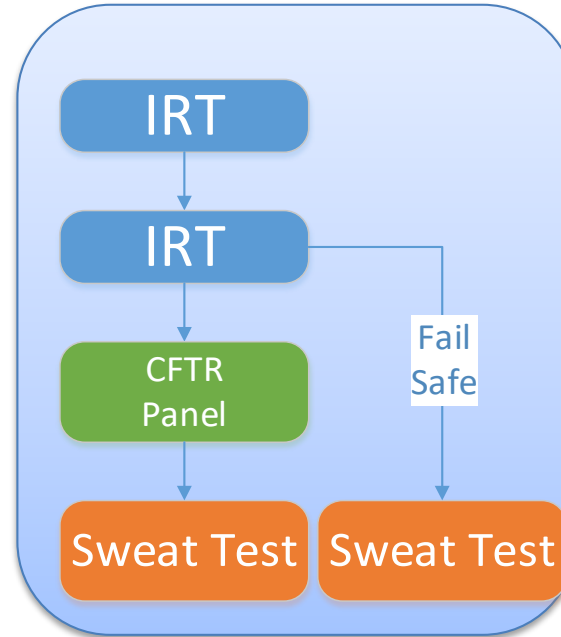 IRT
IRT
CFTR
Panel
Fail
Safe
Sweat Test
Sweat Test